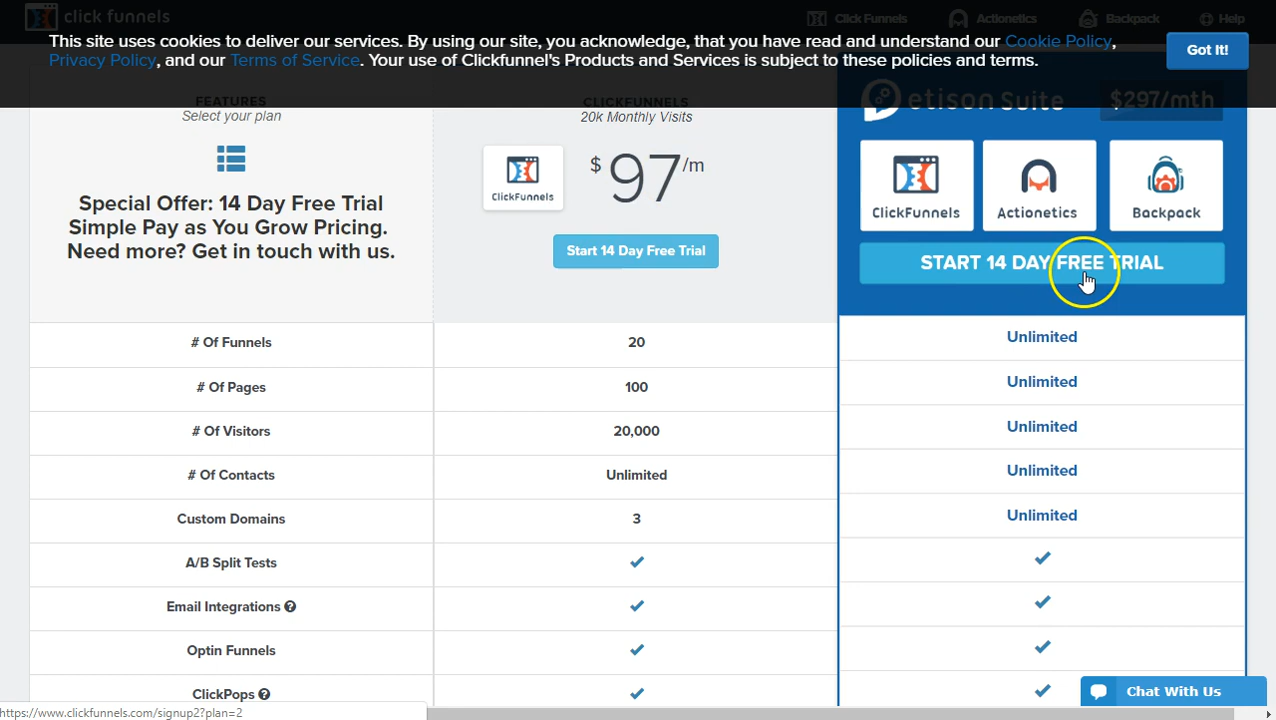 click funnels
Click Funnels
Actionetics
Backpack
Help
This site uses cookies to deliver our services. By using our site, you acknowledge, that you have read and understand our Cookie Policy,
Privacy Policy, and our Terms of Service. Your use of Clickfunnel's Products and Services is subject to these policies and terms.
Got It!
FEATURES
Select your plan
Special Offer: 14 Day Free Trial
Simple Pay as You Grow Pricing.
Need more? Get in touch with us.
CLICKFUNNELS
20k Monthly Visits
ClickFunnels
$97/m
Start 14 Day Free Trial
etison Suite
$297/mth
ClickFunnels
Actionetics
Backpack
START 14 DAY FREE TRIAL
# Of Funnels 20 Unlimited
# Of Pages 100 Unlimited
# Of Visitors 20,000 Unlimited
# Of Contacts Unlimited Unlimited
Custom Domains 3 Unlimited
A/B Split Tests
Email Integrations
Optin Funnels
ClickPops
Chat With Us
https://www.clickfunnels.com/signup2?plan=2